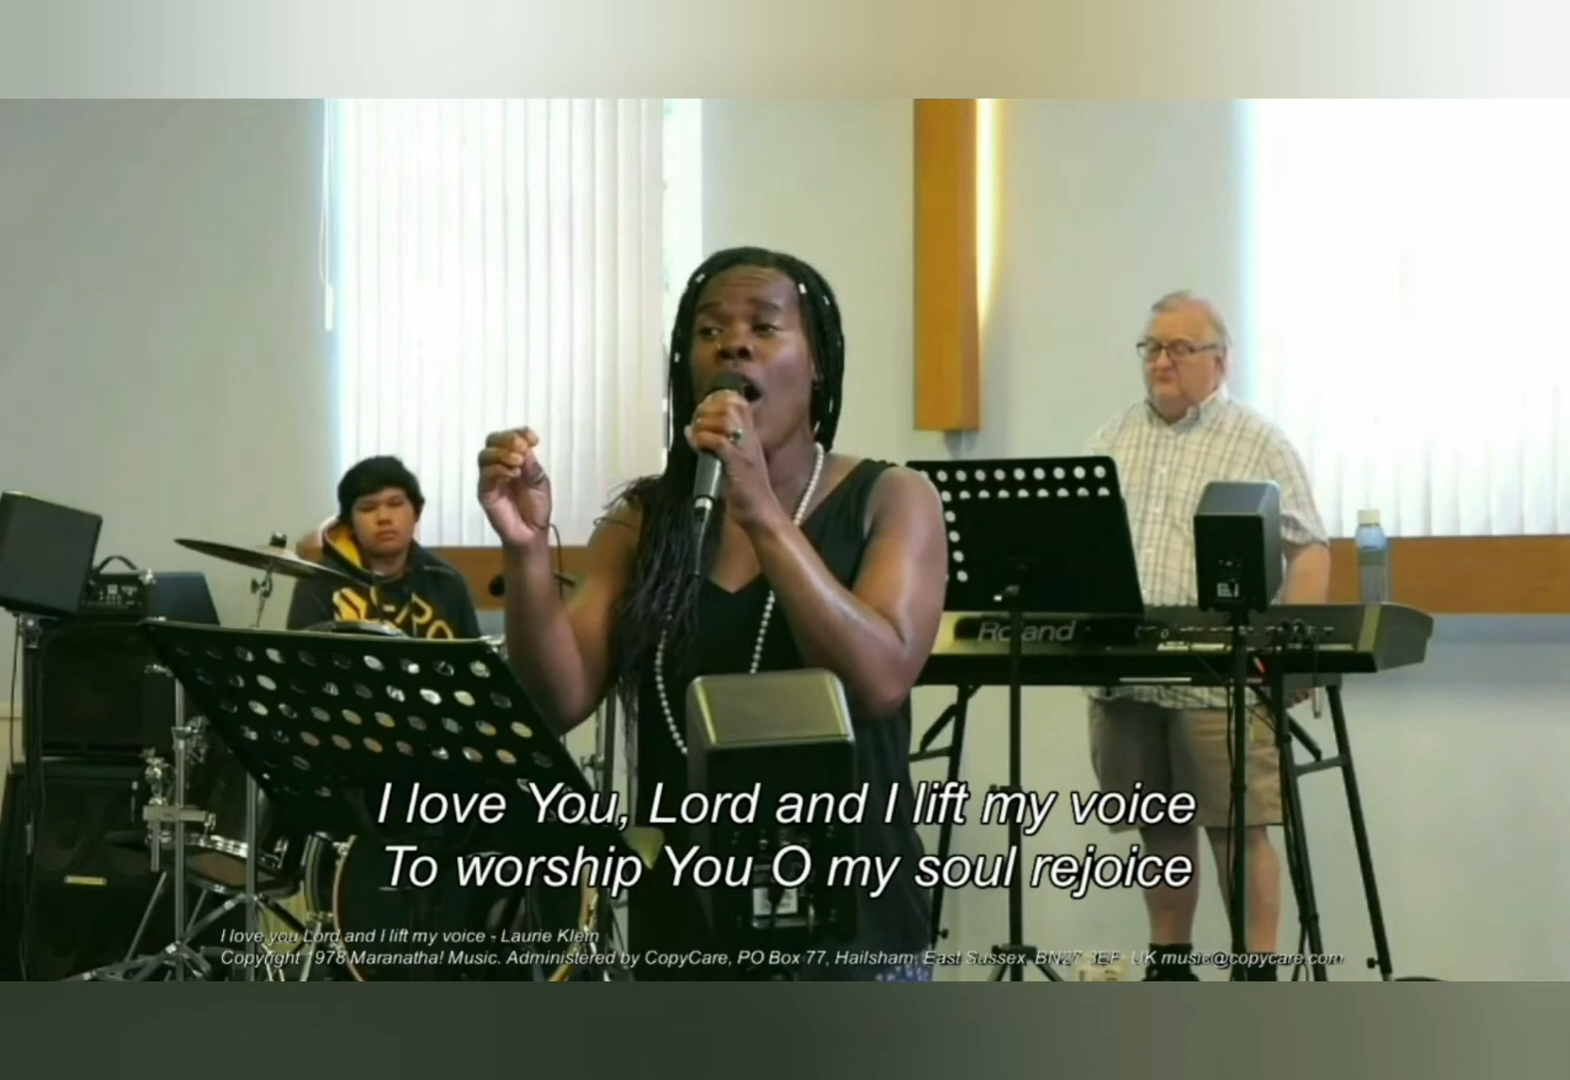 Roland
I love You, Lord and I lift my voice
To worship You O my soul rejoice
I love you Lord and I lift my voice - Laurie Klein
Copyright 1978 Maranatha! Music. Administered by CopyCare, PO Box 77, Hailsham, East Sussex, BN27 3EF UK music@copycare.com